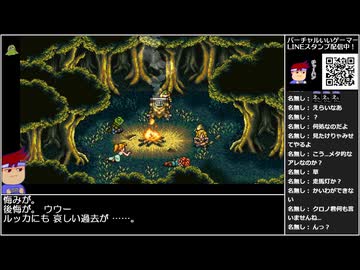 バーチャルいいゲーマー
LINEスタンプ配信中!
悔みが。
後悔が。 ウウー
ルッカにも 哀しい過去が ……。
名無し: 2、2、2、
名無し: えらいなあ
名無し: ?
名無し: 何処なのだよ
名無し: 見たけりゃみせ
てやるよ
名無し: こう…メタ的な
アレなのか?
名無し: 草
名無し: 走馬灯か?
名無し: かいわができな
い
名無し: クロノ君何も言
いませんね…
名無し: んっ?